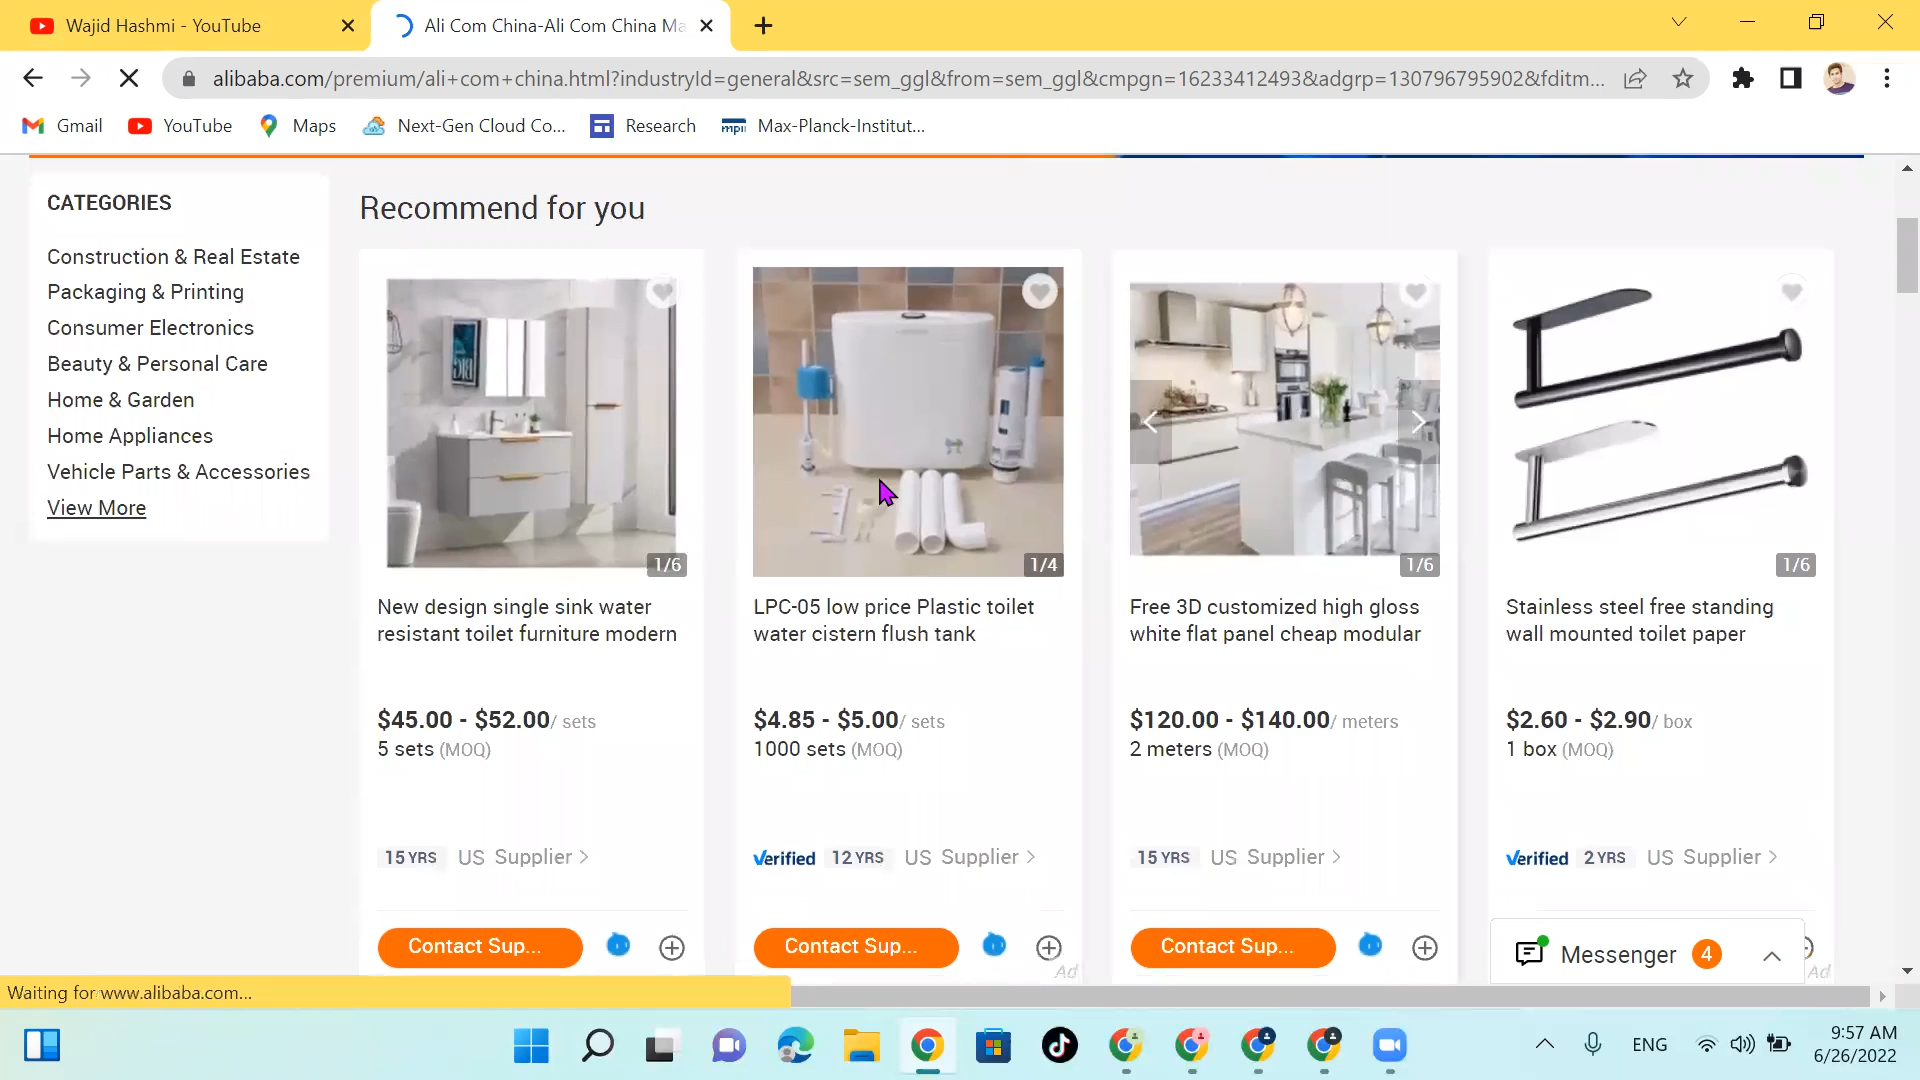 Wajid Hashmi - YouTube
Ali Com China-Ali Com China Ma
alibaba.com/premium/ali+com+china.html?industryId=general&src=sem_ggl&from=sem_ggl&cmpgn=16233412493&adgrp=130796795902&fditm...
Gmail
YouTube
Maps
Next-Gen Cloud Co...
Research
Max-Planck-Institut...
CATEGORIES
Construction & Real Estate
Packaging & Printing
Consumer Electronics
Beauty & Personal Care
Home & Garden
Home Appliances
Vehicle Parts & Accessories
View More
Recommend for you
1/6
New design single sink water
resistant toilet furniture modern
$45.00 - $52.00/ sets
5 sets (MOQ)
15 YRS US Supplier >
Contact Sup...
1/4
LPC-05 low price Plastic toilet
water cistern flush tank
$4.85 - $5.00/ sets
1000 sets (MOQ)
Verified 12 YRS US Supplier >
Contact Sup...
Ad
1/6
Free 3D customized high gloss
white flat panel cheap modular
$120.00 - $140.00/ meters
2 meters (MOQ)
15 YRS US Supplier >
Contact Sup...
1/6
Stainless steel free standing
wall mounted toilet paper
$2.60 - $2.90/ box
1 box (MOQ)
Verified 2 YRS US Supplier >
Messenger 4
Ad
Waiting for www.alibaba.com...
ENG
9:57 AM
6/26/2022